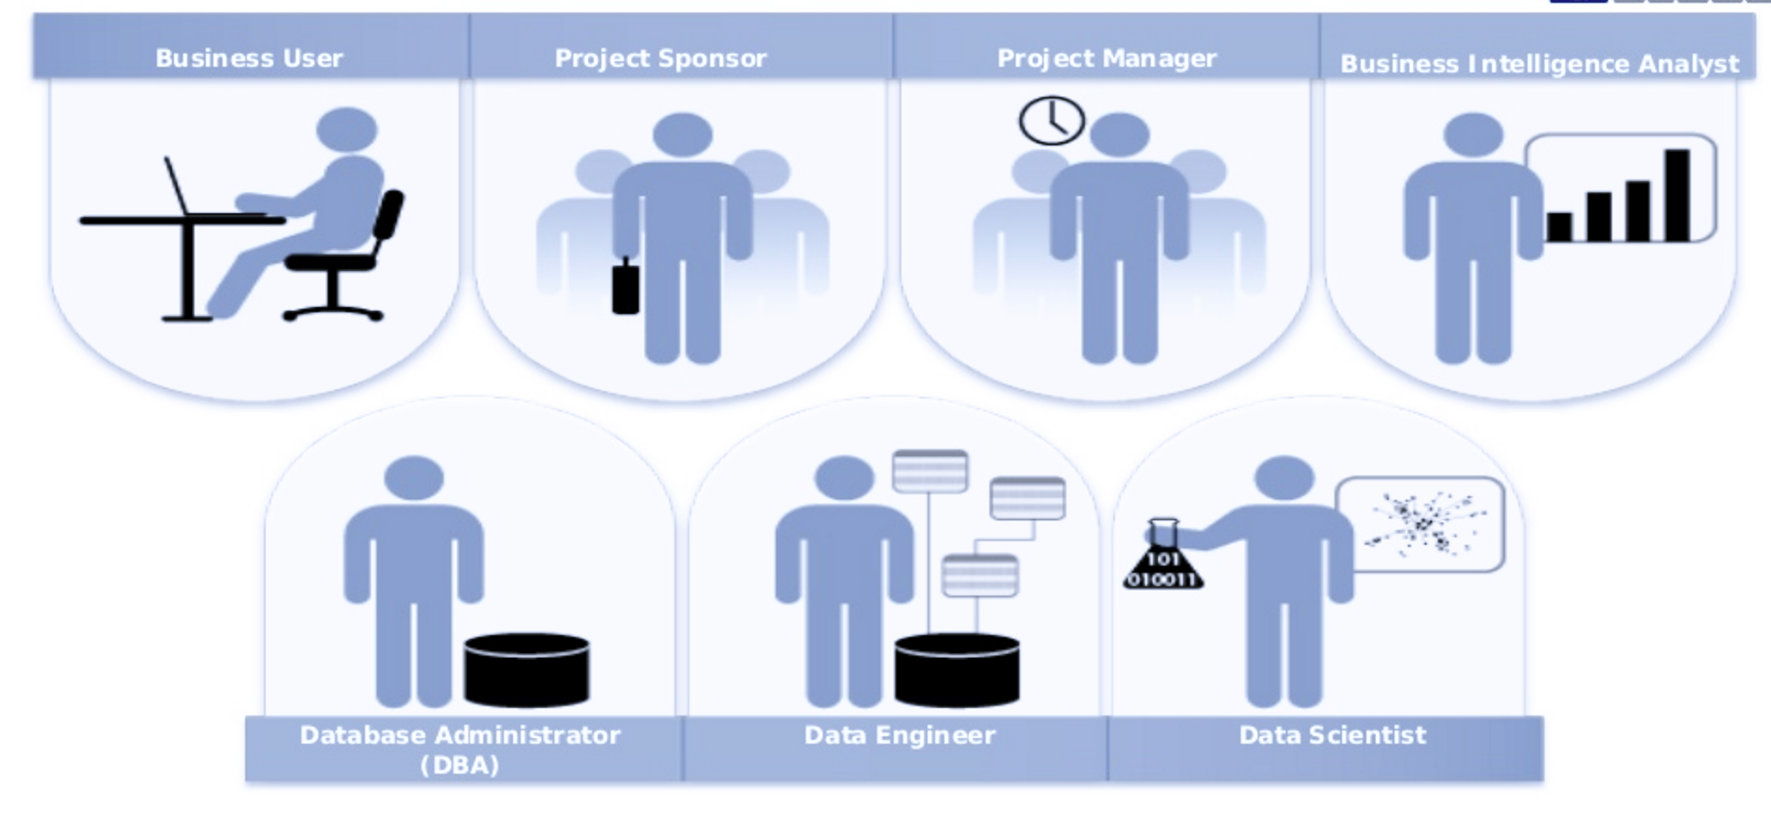 Business User
Project Sponsor
Project Manager
Business Intelligence Analyst
101
010011
Database Administrator
(DBA)
Data Engineer
Data Scientist